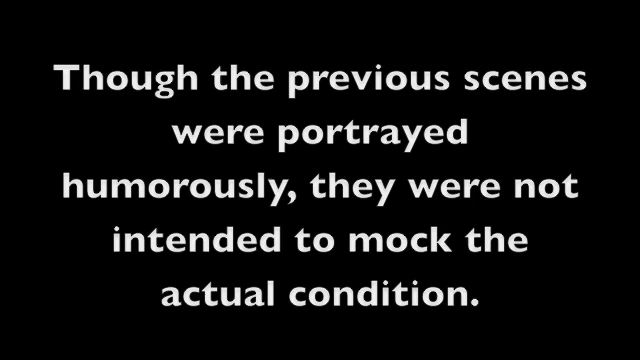 Though the previous scenes
were portrayed
humorously, they were not
intended to mock the
actual condition.